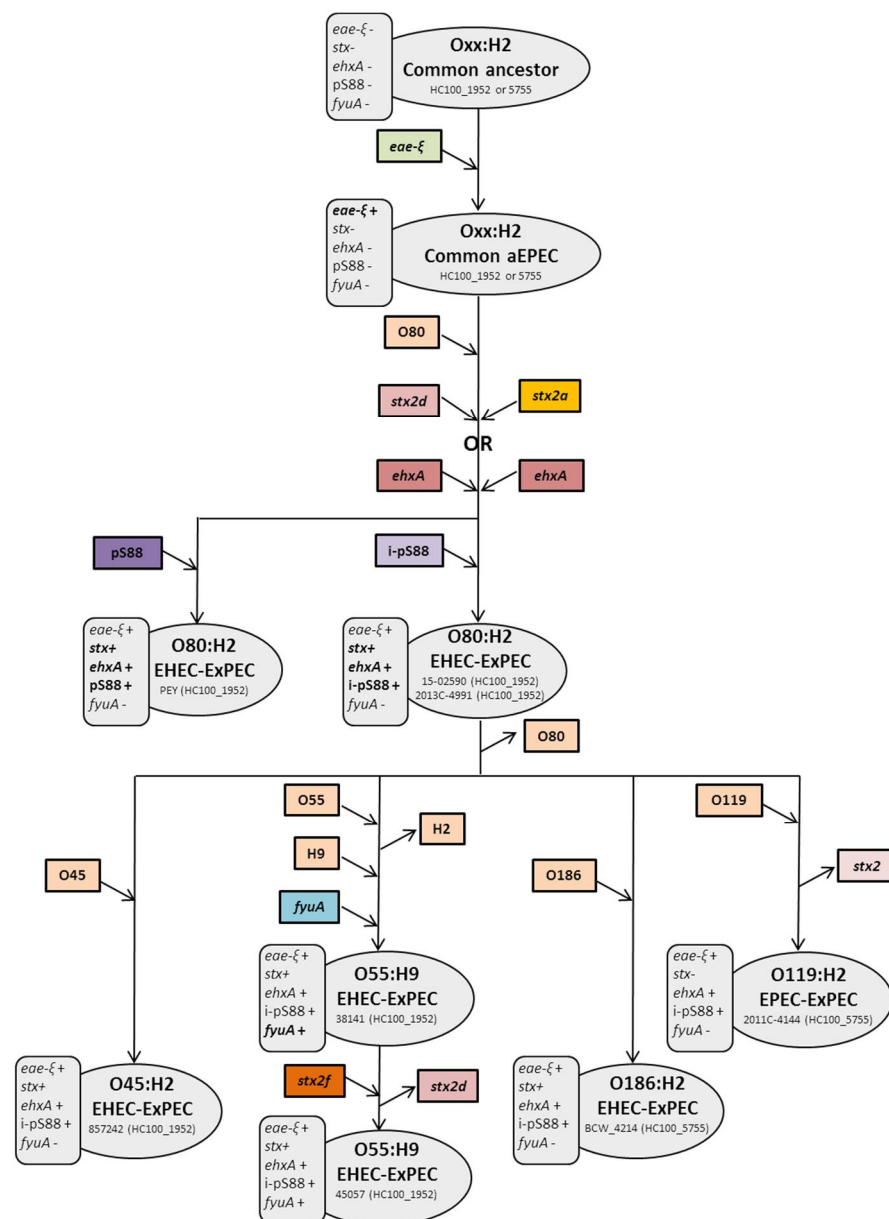 eae-ξ -
stx-
ehxA -
pS88 -
fyuA -
Oxx:H2
Common ancestor
HC100_1952 or 5755
eae-ξ
eae-ξ +
stx-
ehxA -
pS88 -
fyuA -
Oxx:H2
Common aEPEC
HC100_1952 or 5755
O80
stx2d
stx2a
OR
ehxA
ehxA
pS88
i-pS88
eae-ξ +
stx+
ehxA +
pS88 +
fyuA -
O80:H2
EHEC-ExPEC
PEY (HC100_1952)
eae-ξ +
stx+
ehxA +
i-pS88 +
fyuA -
O80:H2
EHEC-ExPEC
15-02590 (HC100_1952)
2013C-4991 (HC100_1952)
O80
O45
O55
H2
H9
fyuA
O186
O119
stx2
eae-ξ +
stx+
ehxA +
i-pS88 +
fyuA +
O55:H9
EHEC-ExPEC
38141 (HC100_1952)
eae-ξ +
stx-
ehxA +
i-pS88 +
fyuA -
O119:H2
EPEC-ExPEC
2011C-4144 (HC100_5755)
eae-ξ +
stx+
ehxA +
i-pS88 +
fyuA -
O45:H2
EHEC-ExPEC
857242 (HC100_1952)
stx2f
stx2d
eae-ξ +
stx+
ehxA +
i-pS88 +
fyuA -
O186:H2
EHEC-ExPEC
BCW_4214 (HC100_5755)
eae-ξ +
stx+
ehxA +
i-pS88 +
fyuA +
O55:H9
EHEC-ExPEC
45057 (HC100_1952)